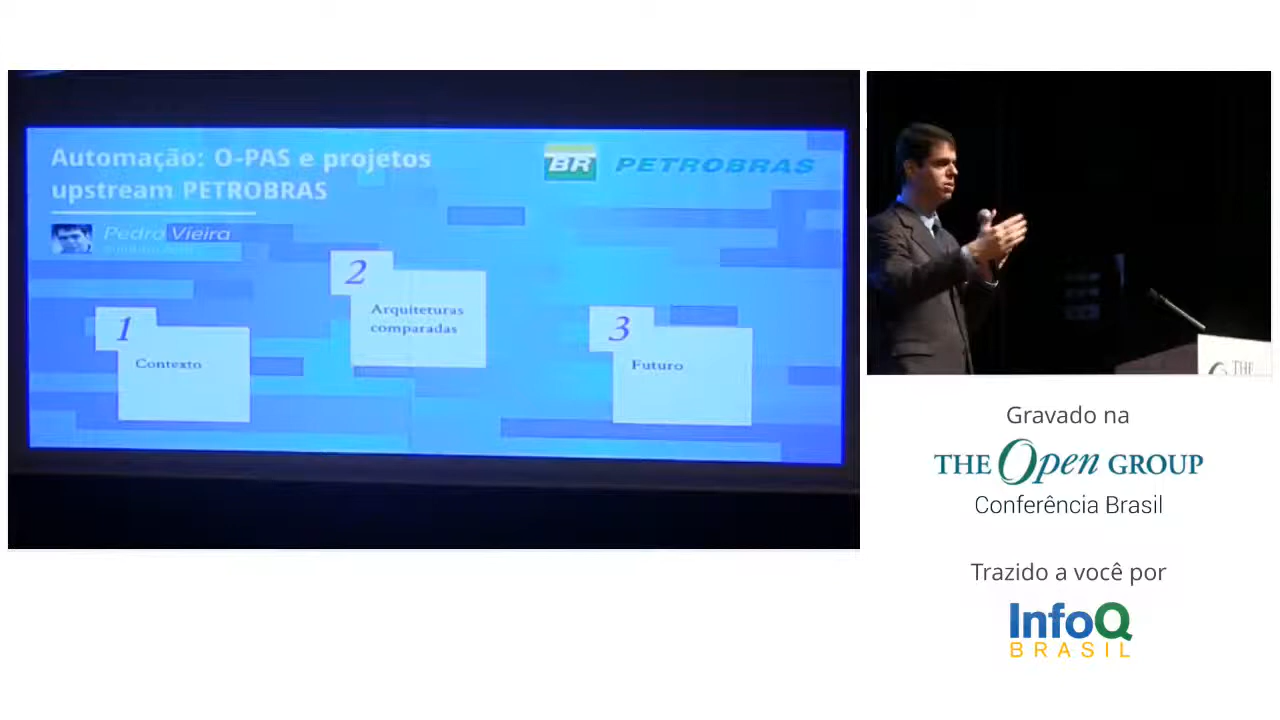 Automação: O-PAS e projetos
upstream PETROBRAS
Pedro Vieira
BR PETROBRAS
1
Contexto
2
Arquiteturas
comparadas
3
Futuro
THE
Gravado na
THE Open GROUP
Conferência Brasil
Trazido a você por
InfoQ
BRASIL